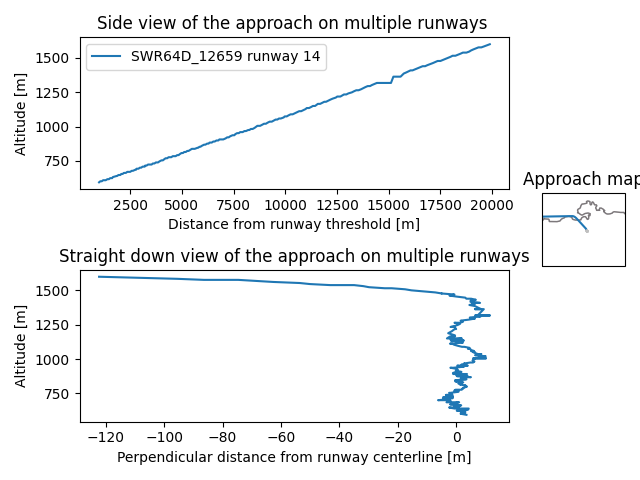 Side view of the approach on multiple runways
Altitude [m]
1500
1250
1000
750
SWR64D_12659 runway 14
2500 5000 7500 10000 12500 15000 17500 20000
Distance from runway threshold [m]
Approach map
Straight down view of the approach on multiple runways
Altitude [m]
1500
1250
1000
750
−120 −100 −80 −60 −40 −20 0
Perpendicular distance from runway centerline [m]